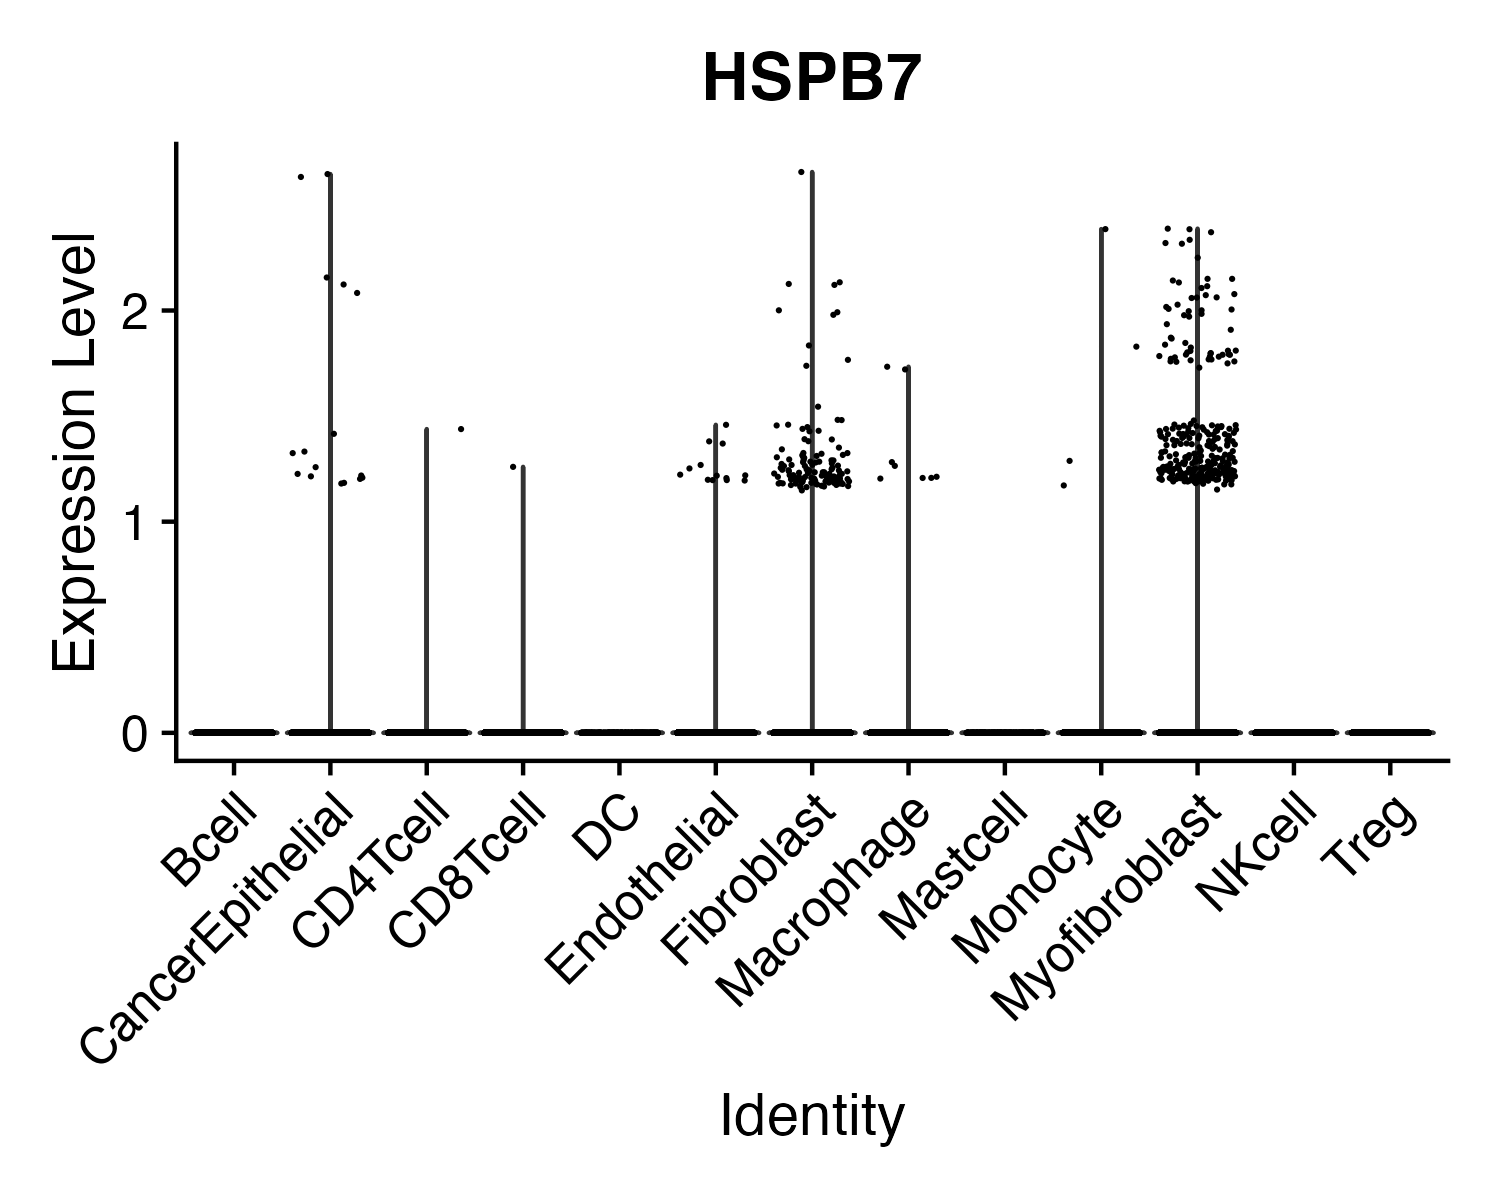 HSPB7
Expression Level
2
1
0
Bcell
CancerEpithelial
CD4Tcell
CD8Tcell
DC
Endothelial
Fibroblast
Macrophage
Mastcell
Monocyte
Myofibroblast
NKcell
Treg
Identity